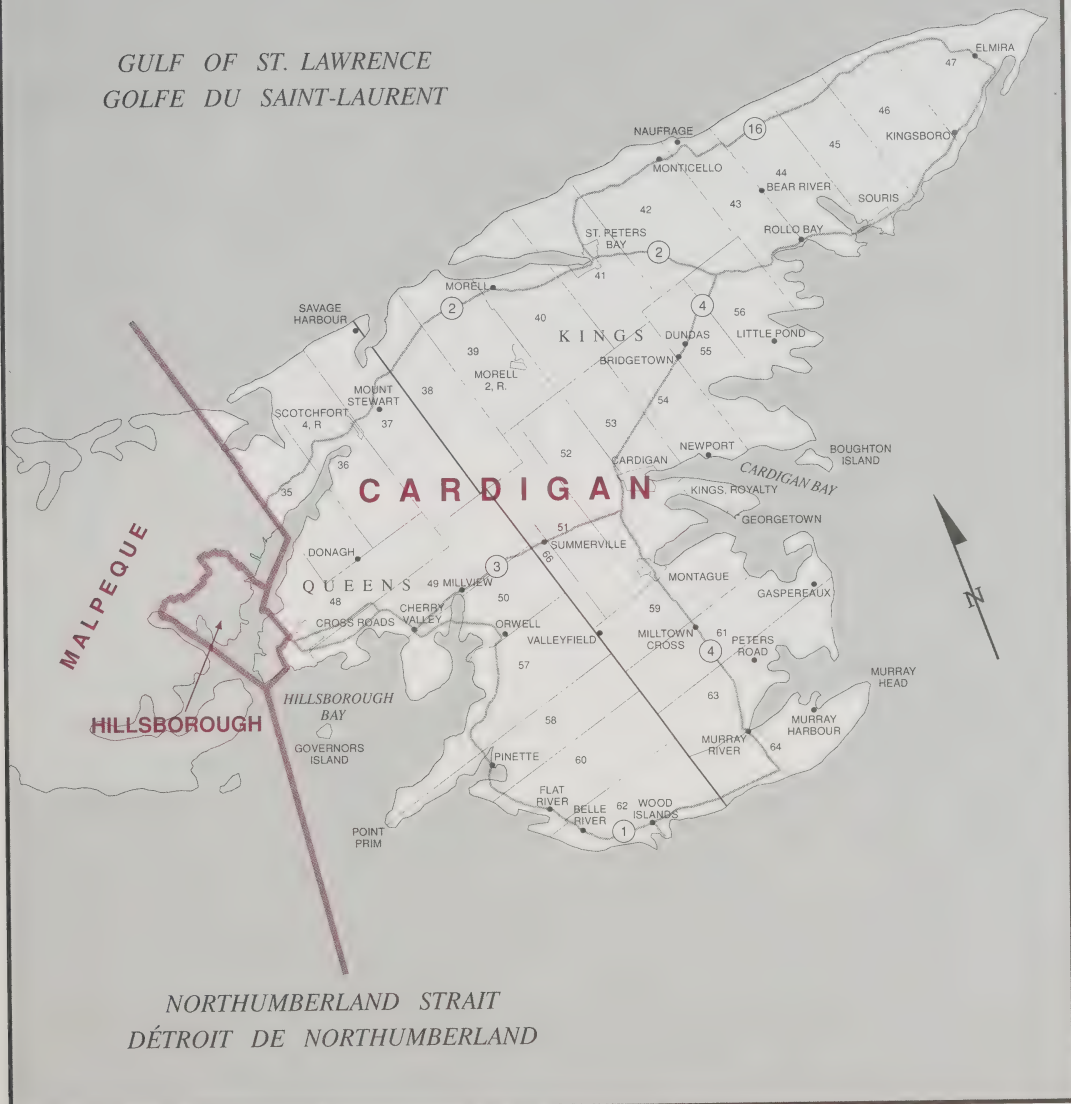 GULF OF ST. LAWRENCE
GOLFE DU SAINT-LAURENT
ELMIRA
47
46
16
NAUFRAGE
KINGSBORO
45
MONTICELLO
44
BEAR RIVER
SOURIS
42
43
ST. PETERS
BAY
ROLLO BAY
2
41
MORELL
2
4
SAVAGE
HARBOUR
40
56
KINGS
DUNDAS
LITTLE POND
39
BRIDGETOWN
55
MORELL
2, R.
MOUNT
STEWART
38
54
SCOTCHFORT
4, R
37
53
NEWPORT
BOUGHTON
ISLAND
52
CARDIGAN
CARDIGAN BAY
36
CARDIGAN
KINGS. ROYALTY
35
GEORGETOWN
51
SUMMERVILLE
DONAGH
66
MALPEQUE
3
MONTAGUE
QUEENS
49
MILLVIEW
GASPEREAUX
48
50
59
CROSS ROADS
CHERRY
VALLEY
ORWELL
VALLEYFIELD
MILLTOWN
CROSS
61
4
PETERS
ROAD
57
MURRAY
HEAD
HILLSBOROUGH
BAY
63
HILLSBOROUGH
58
MURRAY
HARBOUR
GOVERNORS
ISLAND
MURRAY
RIVER
64
PINETTE
60
FLAT
RIVER
BELLE
RIVER
62
WOOD
ISLANDS
1
POINT
PRIM
N
NORTHUMBERLAND STRAIT
DÉTROIT DE NORTHUMBERLAND